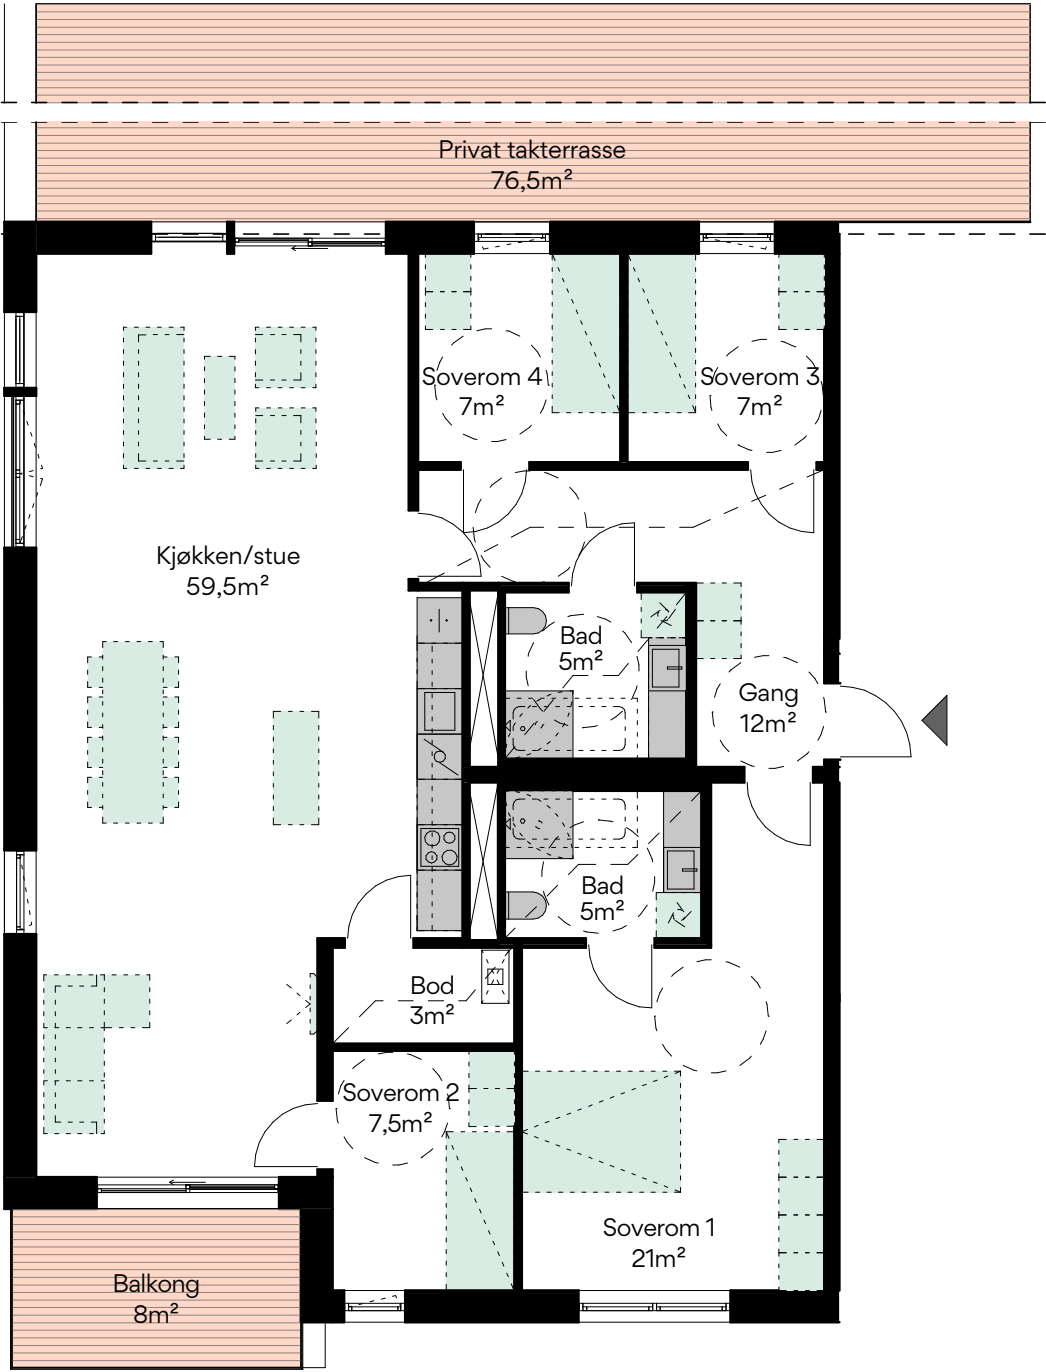 Privat takterrasse
76,5m²
Soverom 4
7m²
Soverom 3
7m²
Kjøkken/stue
59,5m²
Bad
5m²
Gang
12m²
Bad
5m²
Bod
3m²
Soverom 2
7,5m²
Soverom 1
21m²
Balkong
8m²